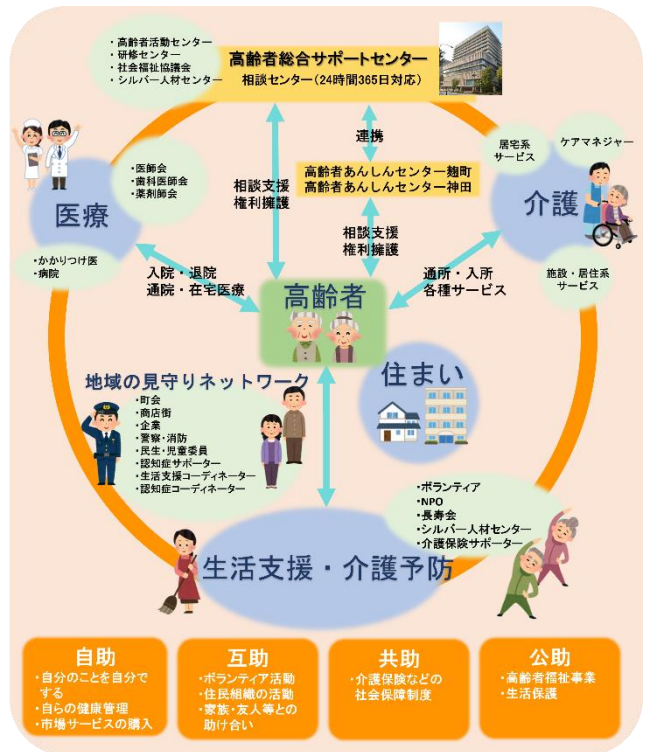 ・高齢者活動センター
・研修センター
・社会福祉協議会
・シルバー人材センター
高齢者総合サポートセンター
相談センター（24時間365日対応）
連携
高齢者あんしんセンター麹町
高齢者あんしんセンター神田
相談支援
権利擁護
相談支援
権利擁護
・医師会
・歯科医師会
・薬剤師会
医療
・かかりつけ医
・病院
居宅系
サービス
ケアマネジャー
介護
施設・居住系
サービス
入院・退院
通院・在宅医療
通所・入所
各種サービス
高齢者
住まい
地域の見守りネットワーク
・町会
・商店街
・企業
・警察・消防
・民生・児童委員
・認知症サポーター
・生活支援コーディネーター
・認知症コーディネーター
・ボランティア
・NPO
・長寿会
・シルバー人材センター
・介護保険サポーター
生活支援・介護予防
自助
・自分のことを自分で
する
・自らの健康管理
・市場サービスの購入
互助
・ボランティア活動
・住民組織の活動
・家族・友人等との
助け合い
共助
・介護保険などの
社会保障制度
公助
・高齢者福祉事業
・生活保護